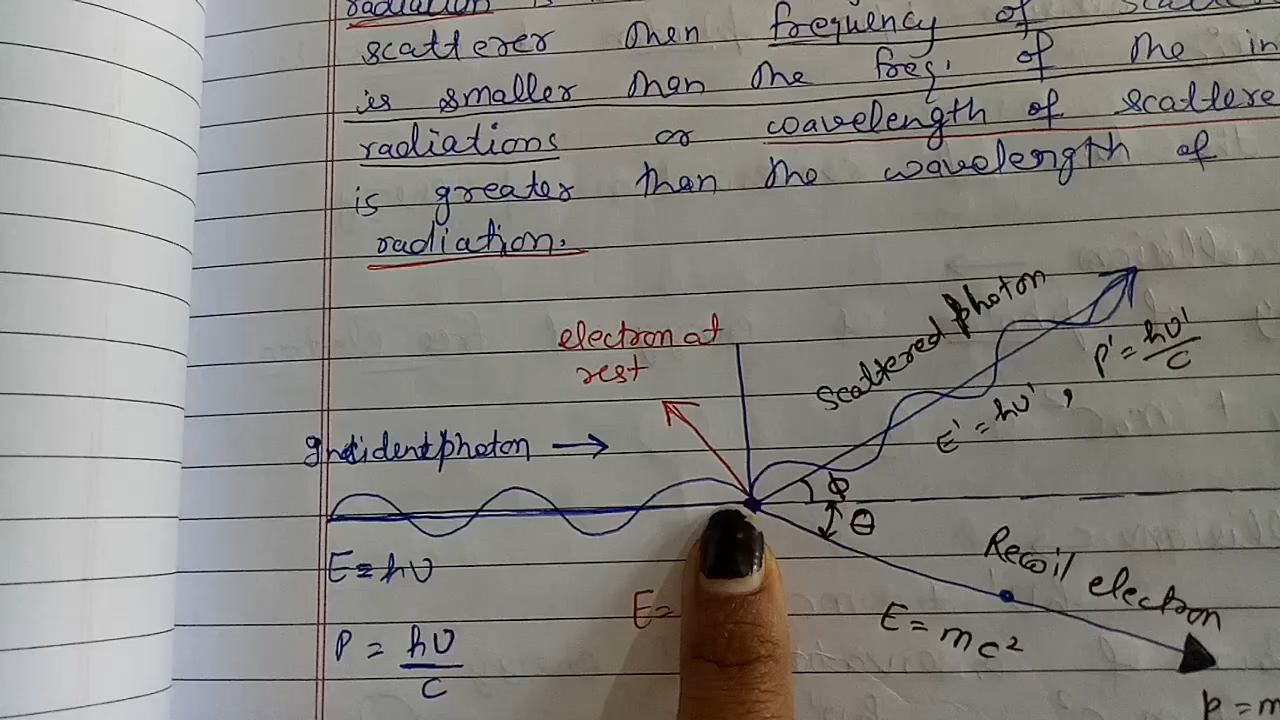 radiation is
scatterer then frequency of
is smaller than the freq. of the in
radiations or wavelength of scattere
is greater than the wavelength of
radiation.
electron at
rest
Incident photon →
Scattered photon
E' = hυ', P' = hυ'/C
ϕ
θ
E = hυ
P = hυ/C
E =
Recoil electron
E = mc²
p = m